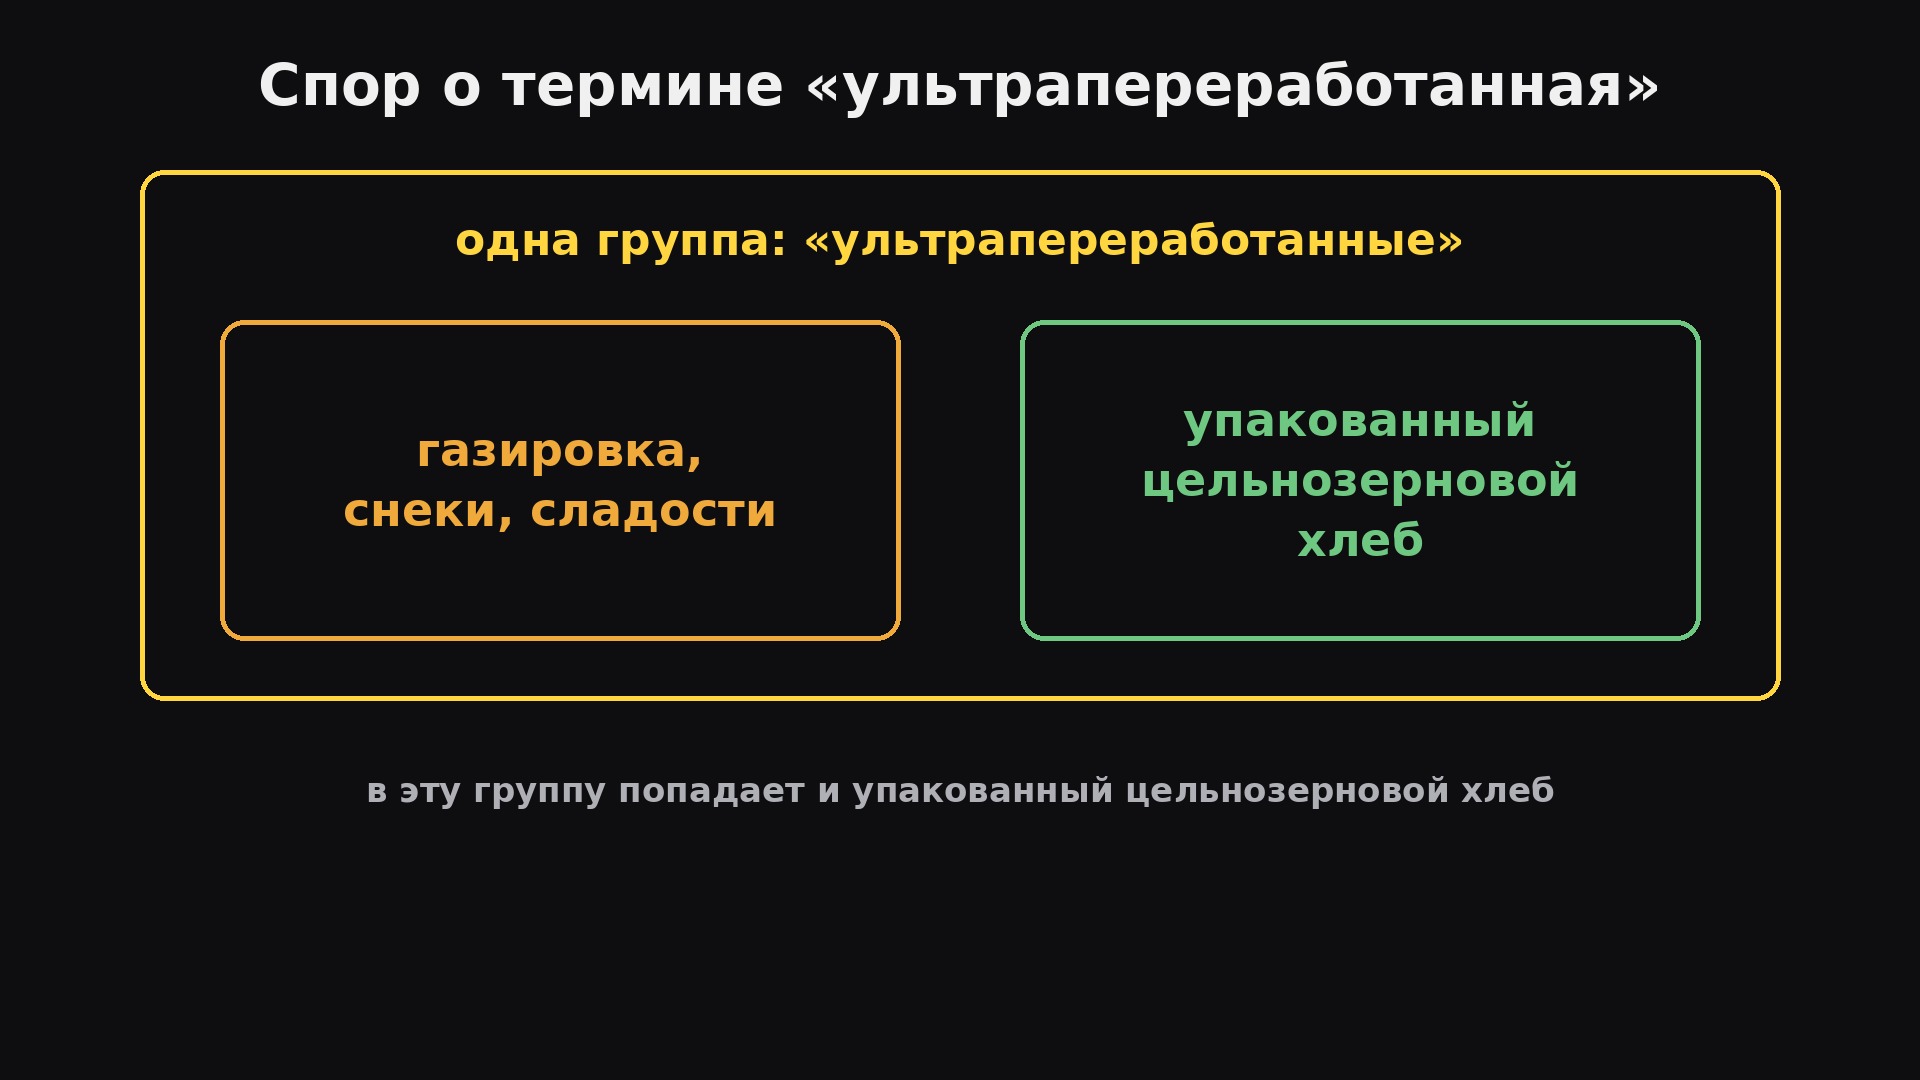 Спор о термине «ультрапереработанная»
одна группа: «ультрапереработанные»
газировка,
снеки, сладости
упакованный
цельнозерновой
хлеб
в эту группу попадает и упакованный цельнозерновой хлеб